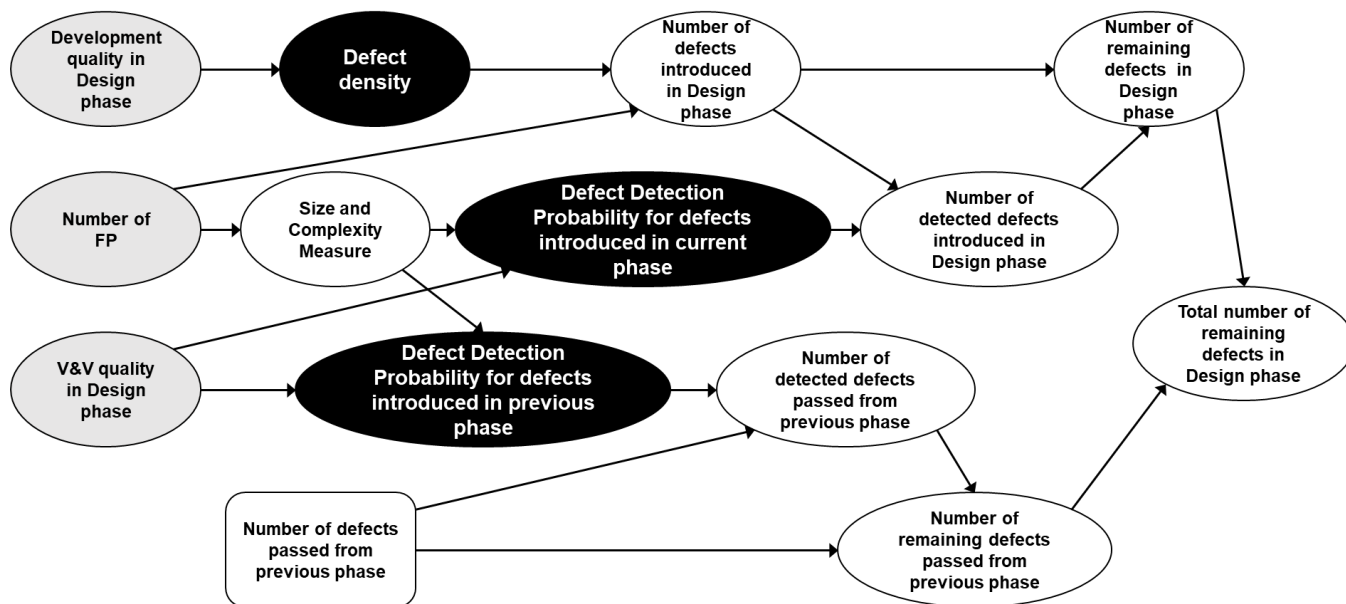 Development
quality in
Design
phase
Defect
density
Number of
defects
introduced
in Design
phase
Number of
remaining
defects in
Design
phase
Number of
FP
Size and
Complexity
Measure
Defect Detection
Probability for defects
introduced in current
phase
Number of
detected defects
introduced in
Design phase
Total number of
remaining
defects in
Design phase
V&V quality
in Design
phase
Defect Detection
Probability for defects
introduced in previous
phase
Number of
detected defects
passed from
previous phase
Number of defects
passed from
previous phase
Number of
remaining defects
passed from
previous phase